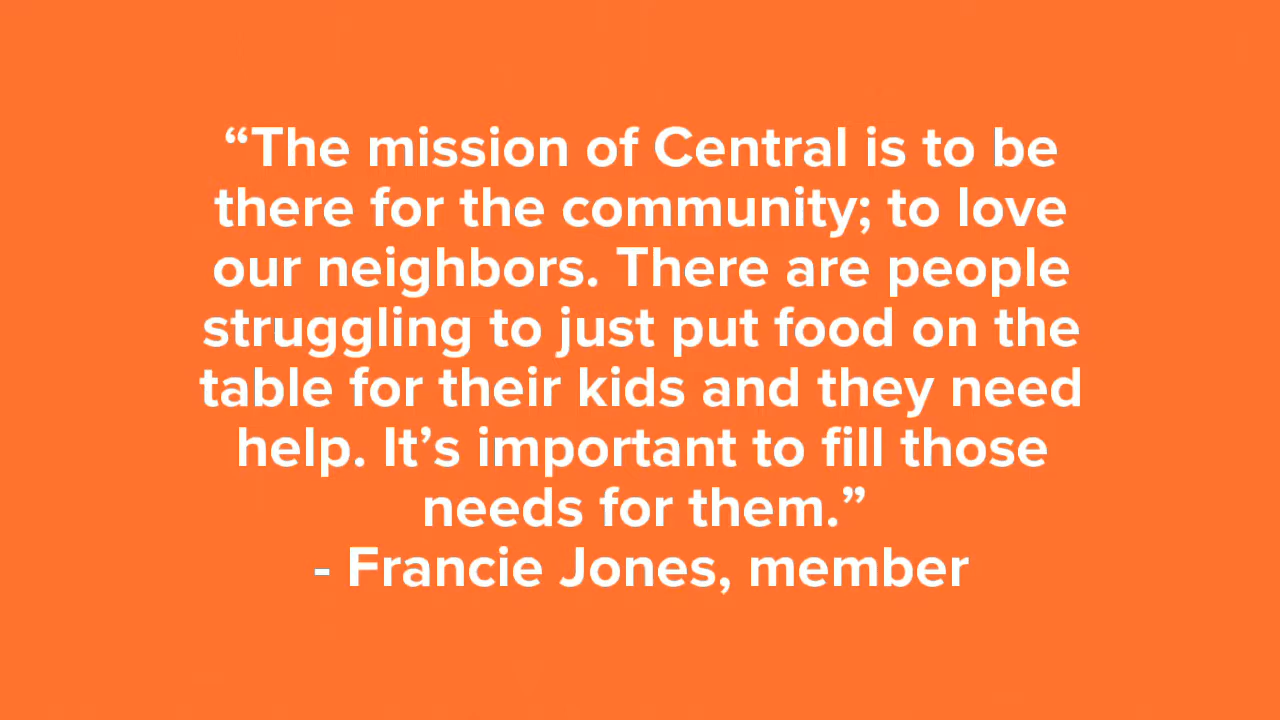 “The mission of Central is to be
there for the community; to love
our neighbors. There are people
struggling to just put food on the
table for their kids and they need
help. It’s important to fill those
needs for them.”
- Francie Jones, member